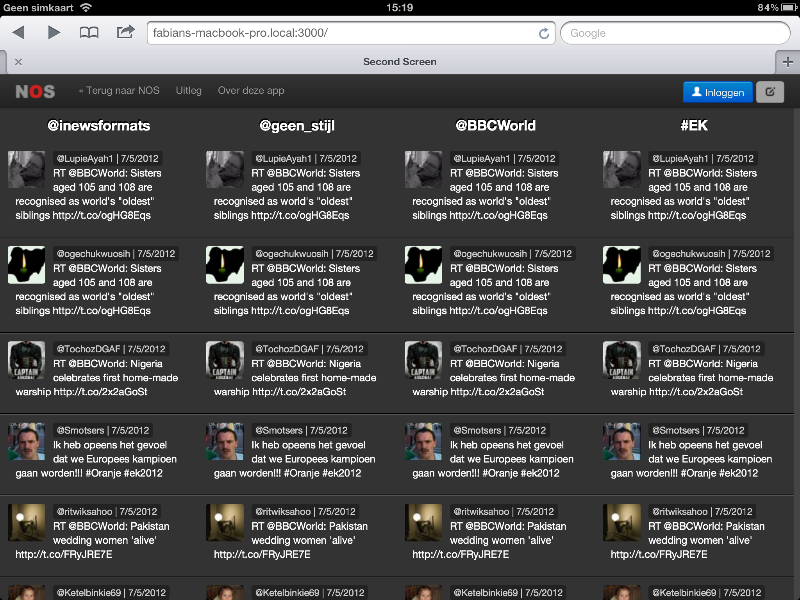 Geen simkaart 15:19 84%
fabians-macbook-pro.local:3000/ Google
Second Screen
NOS « Terug naar NOS Uitleg Over deze app Inloggen
@inewsformats @geen_stijl @BBCWorld #EK
@LupieAyah1 | 7/5/2012 @LupieAyah1 | 7/5/2012 @LupieAyah1 | 7/5/2012 @LupieAyah1 | 7/5/2012
RT @BBCWorld: Sisters RT @BBCWorld: Sisters RT @BBCWorld: Sisters RT @BBCWorld: Sisters
aged 105 and 108 are aged 105 and 108 are aged 105 and 108 are aged 105 and 108 are
recognised as world's "oldest" recognised as world's "oldest" recognised as world's "oldest" recognised as world's "oldest"
siblings http://t.co/ogHG8Eqs siblings http://t.co/ogHG8Eqs siblings http://t.co/ogHG8Eqs siblings http://t.co/ogHG8Eqs
@ogechukwuosih | 7/5/2012 @ogechukwuosih | 7/5/2012 @ogechukwuosih | 7/5/2012 @ogechukwuosih | 7/5/2012
RT @BBCWorld: Sisters RT @BBCWorld: Sisters RT @BBCWorld: Sisters RT @BBCWorld: Sisters
aged 105 and 108 are aged 105 and 108 are aged 105 and 108 are aged 105 and 108 are
recognised as world's "oldest" recognised as world's "oldest" recognised as world's "oldest" recognised as world's "oldest"
siblings http://t.co/ogHG8Eqs siblings http://t.co/ogHG8Eqs siblings http://t.co/ogHG8Eqs siblings http://t.co/ogHG8Eqs
@TochozDGAF | 7/5/2012 @TochozDGAF | 7/5/2012 @TochozDGAF | 7/5/2012 @TochozDGAF | 7/5/2012
RT @BBCWorld: Nigeria RT @BBCWorld: Nigeria RT @BBCWorld: Nigeria RT @BBCWorld: Nigeria
CAPTAIN celebrates first home-made CAPTAIN celebrates first home-made CAPTAIN celebrates first home-made CAPTAIN celebrates first home-made
warship http://t.co/2x2aGoSt warship http://t.co/2x2aGoSt warship http://t.co/2x2aGoSt warship http://t.co/2x2aGoSt
@Smotsers | 7/5/2012 @Smotsers | 7/5/2012 @Smotsers | 7/5/2012 @Smotsers | 7/5/2012
Ik heb opeens het gevoel Ik heb opeens het gevoel Ik heb opeens het gevoel Ik heb opeens het gevoel
dat we Europees kampioen dat we Europees kampioen dat we Europees kampioen dat we Europees kampioen
gaan worden!!! #Oranje #ek2012 gaan worden!!! #Oranje #ek2012 gaan worden!!! #Oranje #ek2012 gaan worden!!! #Oranje #ek2012
@ritwiksahoo | 7/5/2012 @ritwiksahoo | 7/5/2012 @ritwiksahoo | 7/5/2012 @ritwiksahoo | 7/5/2012
RT @BBCWorld: Pakistan RT @BBCWorld: Pakistan RT @BBCWorld: Pakistan RT @BBCWorld: Pakistan
wedding women 'alive' wedding women 'alive' wedding women 'alive' wedding women 'alive'
http://t.co/FRyJRE7E http://t.co/FRyJRE7E http://t.co/FRyJRE7E http://t.co/FRyJRE7E
@Ketelbinkie69 | 7/5/2012 @Ketelbinkie69 | 7/5/2012 @Ketelbinkie69 | 7/5/2012 @Ketelbinkie69 | 7/5/2012